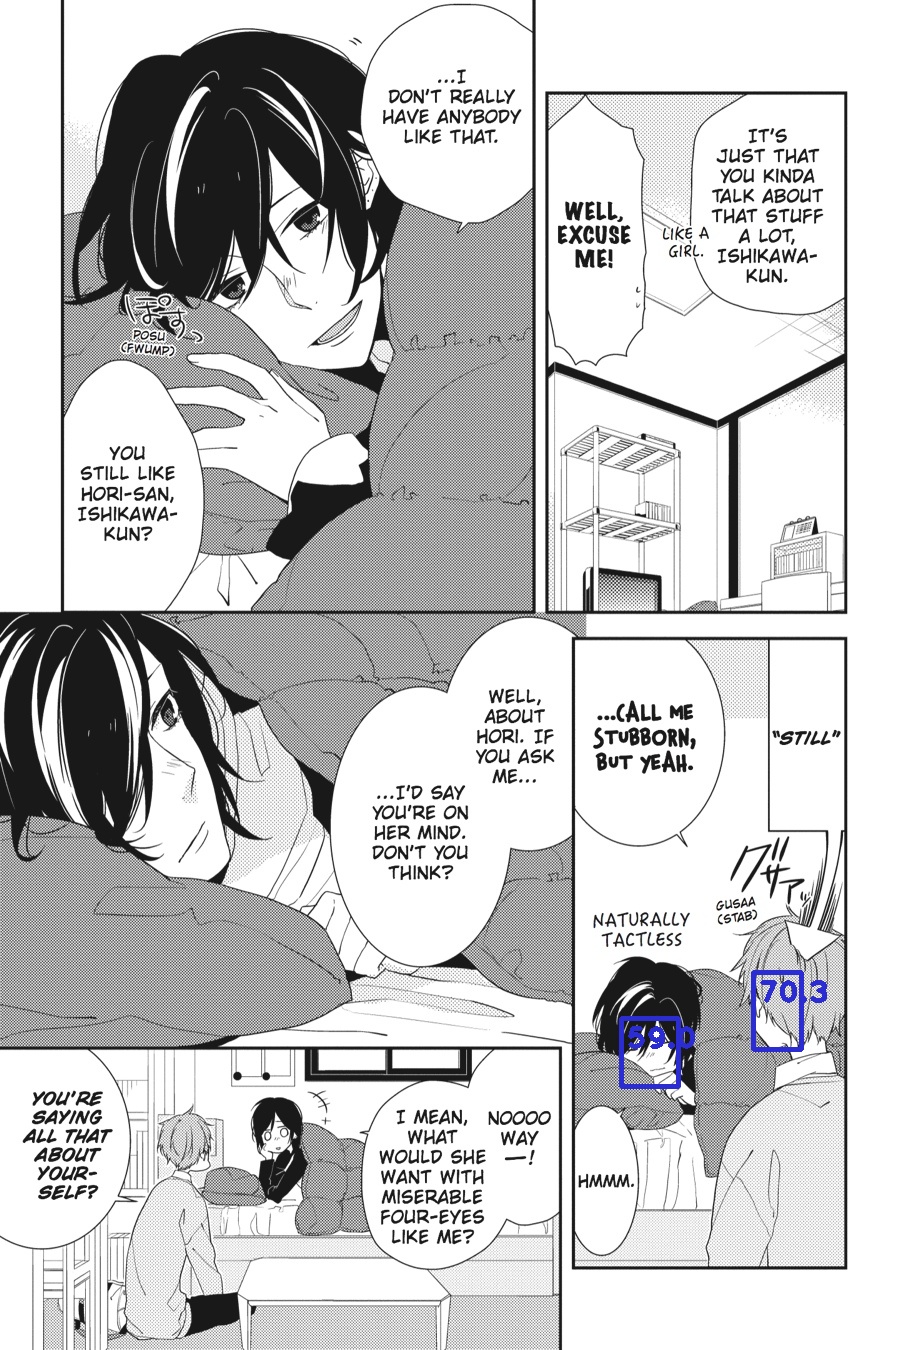 IT'S
JUST THAT
YOU KINDA
TALK ABOUT
THAT STUFF
A LOT,
ISHIKAWA-
KUN.
LIKE A
GIRL.
WELL,
EXCUSE
ME!
...I
DON'T REALLY
HAVE ANYBODY
LIKE THAT.
ぽすっ
POSU
(FWUMP)
YOU
STILL LIKE
HORI-SAN,
ISHIKAWA-
KUN?
"STILL"
...CALL ME
STUBBORN,
BUT YEAH.
グサァッ
GUSAA
(STAB)
NATURALLY
TACTLESS
70.3
59.0
HMMM.
WELL,
ABOUT
HORI. IF
YOU ASK
ME...
...I'D SAY
YOU'RE ON
HER MIND.
DON'T YOU
THINK?
NOOOO
WAY
—!
I MEAN,
WHAT
WOULD SHE
WANT WITH
MISERABLE
FOUR-EYES
LIKE ME?
YOU'RE
SAYING
ALL THAT
ABOUT
YOUR-
SELF?